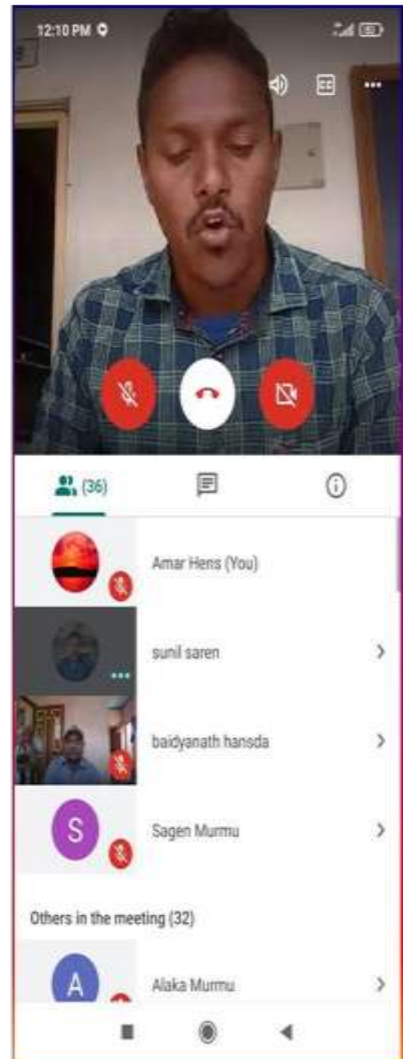 12:10 PM
CC
(36)
Amar Hens (You)
sunil saren
baidyanath hansda
S
Sagen Murmu
Others in the meeting (32)
A
Alaka Murmu